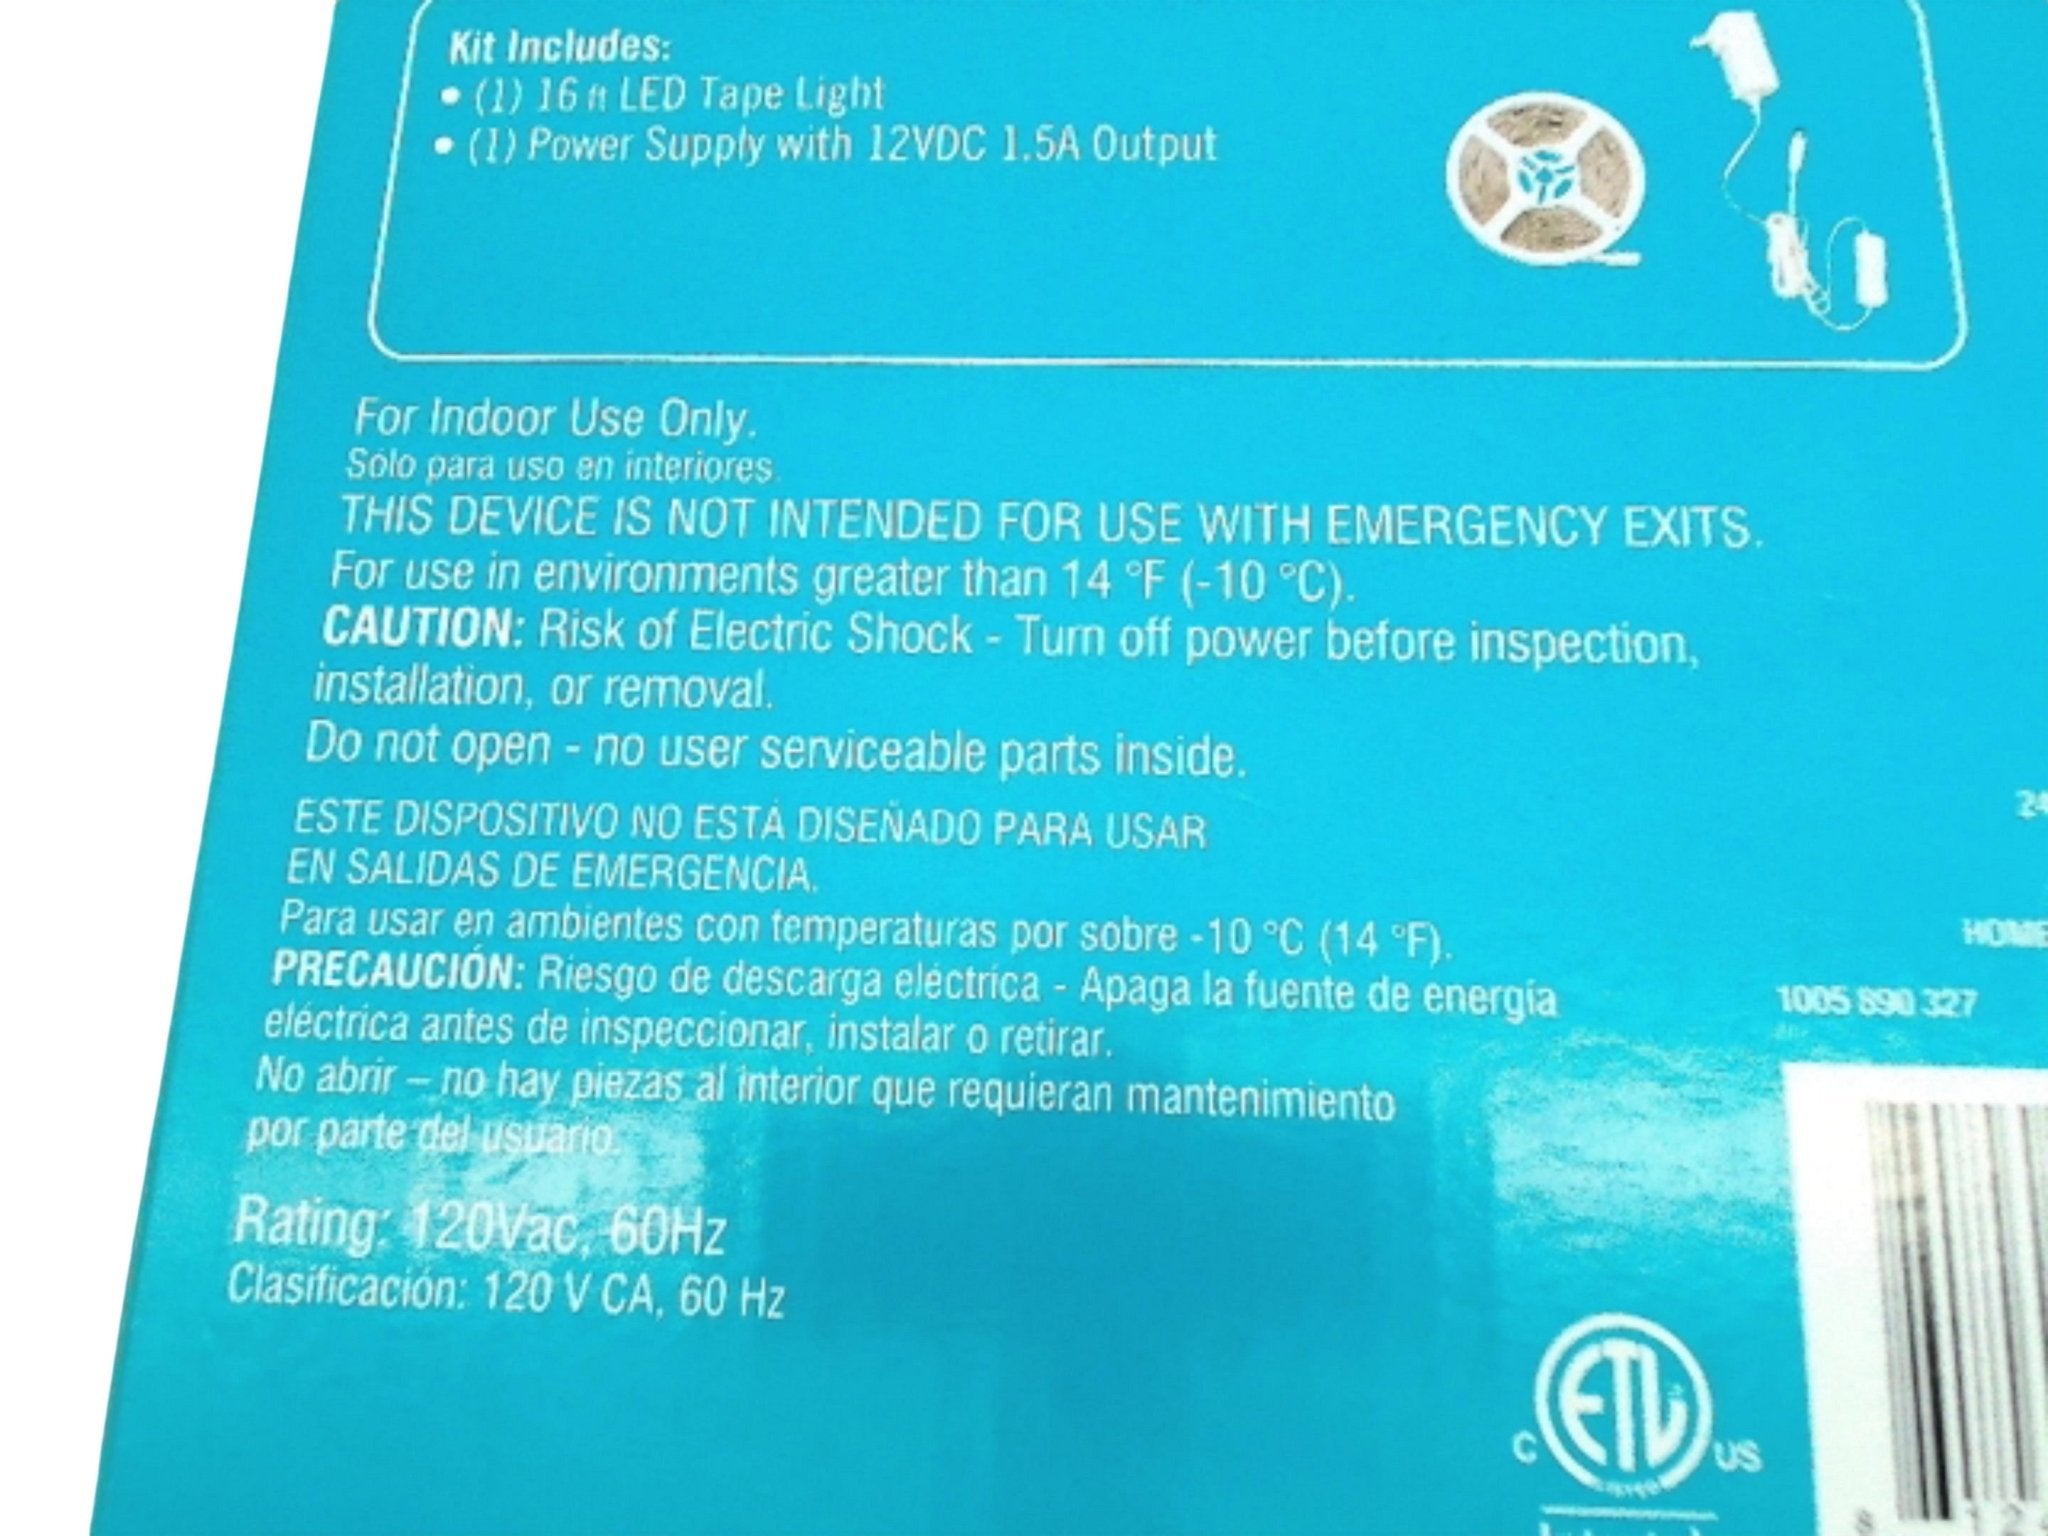 Kit Includes:
• (1) 16 ft LED Tape Light
• (1) Power Supply with 12VDC 1.5A Output
For Indoor Use Only.
Sólo para uso en interiores.
THIS DEVICE IS NOT INTENDED FOR USE WITH EMERGENCY EXITS.
For use in environments greater than 14 °F (-10 °C).
CAUTION: Risk of Electric Shock - Turn off power before inspection,
installation, or removal.
Do not open - no user serviceable parts inside.
ESTE DISPOSITIVO NO ESTÁ DISEÑADO PARA USAR
EN SALIDAS DE EMERGENCIA.
Para usar en ambientes con temperaturas por sobre -10 °C (14 °F).
PRECAUCIÓN: Riesgo de descarga eléctrica - Apaga la fuente de energía
eléctrica antes de inspeccionar, instalar o retirar.
No abrir – no hay piezas al interior que requieran mantenimiento
por parte del usuario.
Rating: 120Vac, 60Hz
Clasificación: 120 V CA, 60 Hz
24
HOME
1005 890 327
ETL
C US